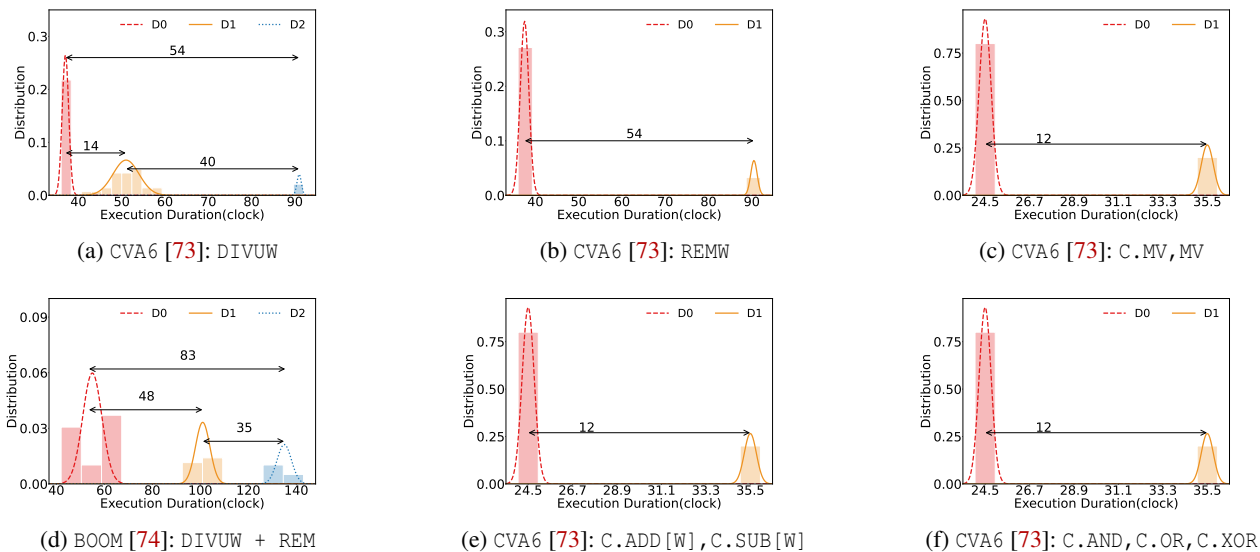 D0 D1 D2
0.3
0.2
0.1
0.0
Distribution
54
14
40
40 50 60 70 80 90
Execution Duration(clock)
(a) CVA6 [73]: DIVUW
D0 D1
0.3
0.2
0.1
0.0
Distribution
54
40 50 60 70 80 90
Execution Duration(clock)
(b) CVA6 [73]: REMW
D0 D1
0.75
0.50
0.25
0.00
Distribution
12
24.5 26.7 28.9 31.1 33.3 35.5
Execution Duration(clock)
(c) CVA6 [73]: C.MV,MV
D0 D1 D2
0.09
0.06
0.03
0.00
Distribution
83
48
35
40 60 80 100 120 140
Execution Duration(clock)
(d) BOOM [74]: DIVUW + REM
D0 D1
0.75
0.50
0.25
0.00
Distribution
12
24.5 26.7 28.9 31.1 33.3 35.5
Execution Duration(clock)
(e) CVA6 [73]: C.ADD[W],C.SUB[W]
D0 D1
0.75
0.50
0.25
0.00
Distribution
12
24.5 26.7 28.9 31.1 33.3 35.5
Execution Duration(clock)
(f) CVA6 [73]: C.AND,C.OR,C.XOR